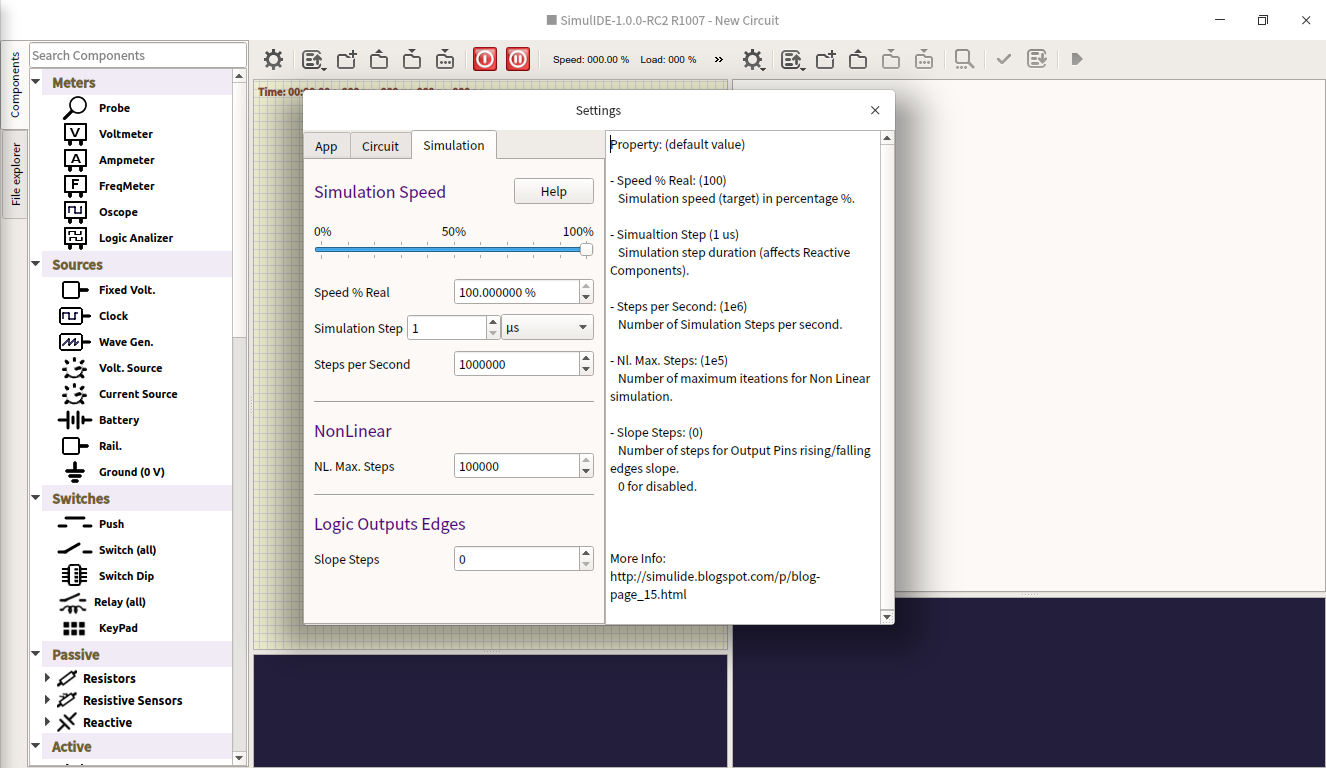 SimulIDE-1.0.0-RC2 R1007 - New Circuit
Components
File explorer
Search Components
Meters
Probe
V
Voltmeter
A
Ampmeter
F
FreqMeter
Oscope
Logic Analizer
Sources
Fixed Volt.
Clock
Wave Gen.
Volt. Source
Current Source
Battery
Rail.
Ground (0 V)
Switches
Push
Switch (all)
Switch Dip
Relay (all)
KeyPad
Passive
Resistors
Resistive Sensors
Reactive
Active
Speed: 000.00 %
Load: 000 %
»
Time: 00:
Settings
App
Circuit
Simulation
Simulation Speed
Help
0%
50%
100%
Speed % Real
100.000000 %
Simulation Step
1
µs
Steps per Second
1000000
NonLinear
NL. Max. Steps
100000
Logic Outputs Edges
Slope Steps
0
Property: (default value)
- Speed % Real: (100)
Simulation speed (target) in percentage %.
- Simualtion Step (1 us)
Simulation step duration (affects Reactive
Components).
- Steps per Second: (1e6)
Number of Simulation Steps per second.
- Nl. Max. Steps: (1e5)
Number of maximum iteations for Non Linear
simulation.
- Slope Steps: (0)
Number of steps for Output Pins rising/falling
edges slope.
0 for disabled.
More Info:
http://simulide.blogspot.com/p/blog-
page_15.html